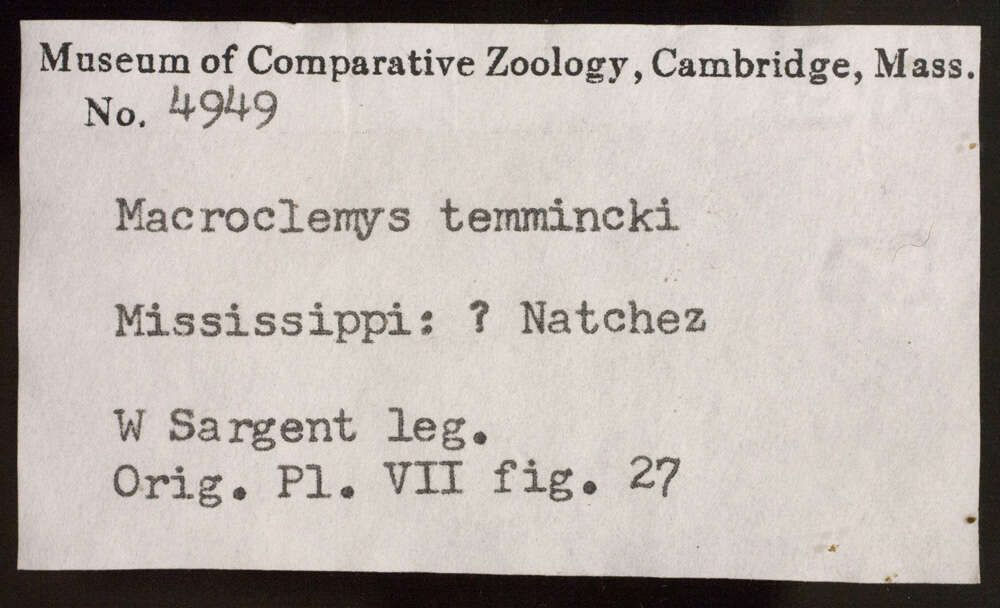 Museum of Comparative Zoology, Cambridge, Mass.
No. 4949
Macroclemys temmincki
Mississippi: ? Natchez
W Sargent leg.
Orig. Pl. VII fig. 27